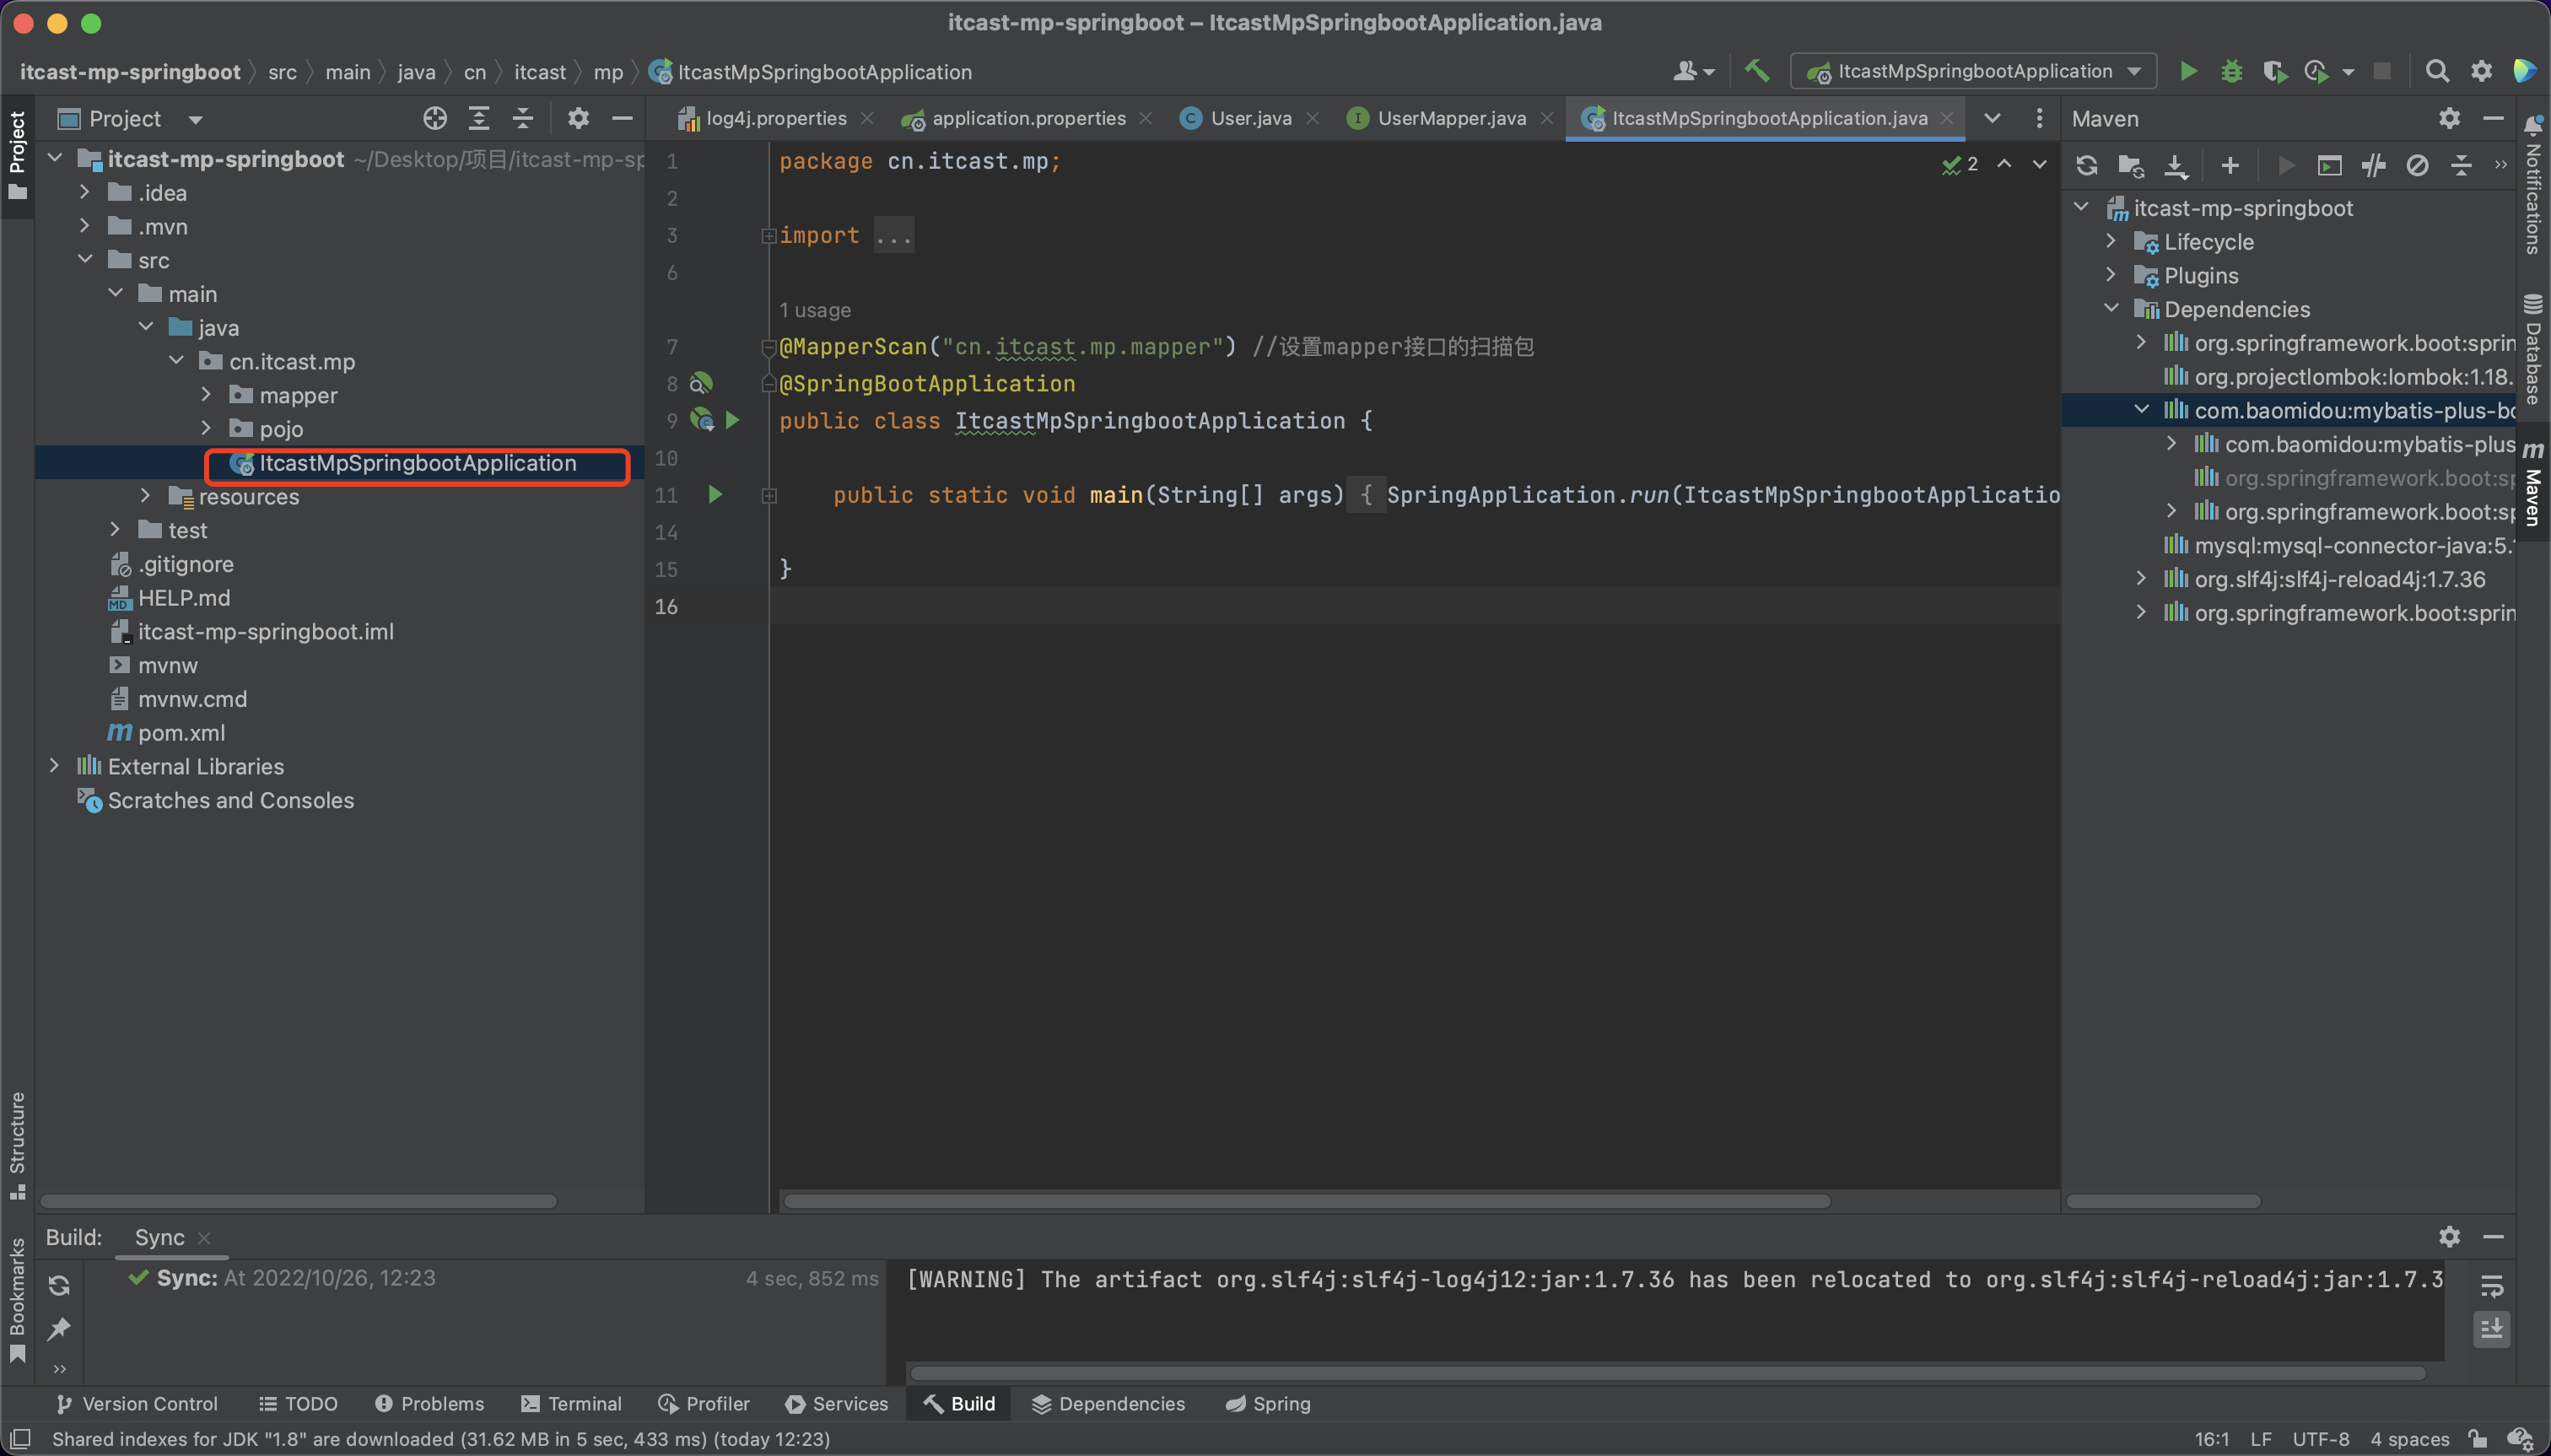 itcast-mp-springboot – ItcastMpSpringbootApplication.java
itcast-mp-springboot src main java cn itcast mp ItcastMpSpringbootApplication
ItcastMpSpringbootApplication
Project
Project
itcast-mp-springboot ~/Desktop/项目/itcast-mp-sp
.idea
.mvn
src
main
java
cn.itcast.mp
mapper
pojo
ItcastMpSpringbootApplication
resources
test
.gitignore
HELP.md
itcast-mp-springboot.iml
mvnw
mvnw.cmd
pom.xml
External Libraries
Scratches and Consoles
log4j.properties application.properties User.java UserMapper.java ItcastMpSpringbootApplication.java
1 package cn.itcast.mp;
2
2
3 import ...
6
1 usage
7 @MapperScan("cn.itcast.mp.mapper") //设置mapper接口的扫描包
8 @SpringBootApplication
9 public class ItcastMpSpringbootApplication {
10
11 public static void main(String[] args) { SpringApplication.run(ItcastMpSpringbootApplicatio
14
15 }
16
Maven
itcast-mp-springboot
Lifecycle
Plugins
Dependencies
org.springframework.boot:sprin
org.projectlombok:lombok:1.18.
com.baomidou:mybatis-plus-bo
com.baomidou:mybatis-plus
org.springframework.boot:sp
org.springframework.boot:sp
mysql:mysql-connector-java:5.
org.slf4j:slf4j-reload4j:1.7.36
org.springframework.boot:sprin
Notifications
Database
Maven
Structure
Bookmarks
Build: Sync
Sync: At 2022/10/26, 12:23 4 sec, 852 ms
[WARNING] The artifact org.slf4j:slf4j-log4j12:jar:1.7.36 has been relocated to org.slf4j:slf4j-reload4j:jar:1.7.3
Version Control TODO Problems Terminal Profiler Services Build Dependencies Spring
Shared indexes for JDK "1.8" are downloaded (31.62 MB in 5 sec, 433 ms) (today 12:23)
16:1 LF UTF-8 4 spaces